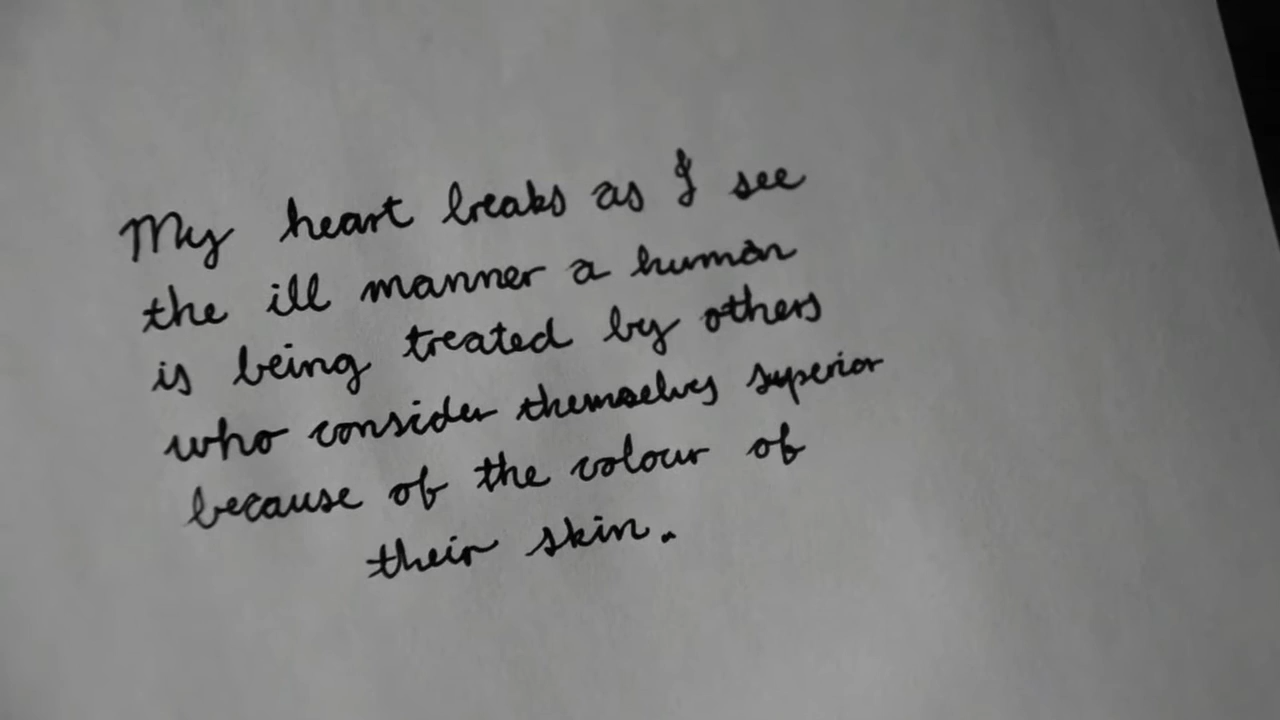 My heart breaks as I see
the ill manner a human
is being treated by others
who consider themselves superior
because of the colour of
their skin.